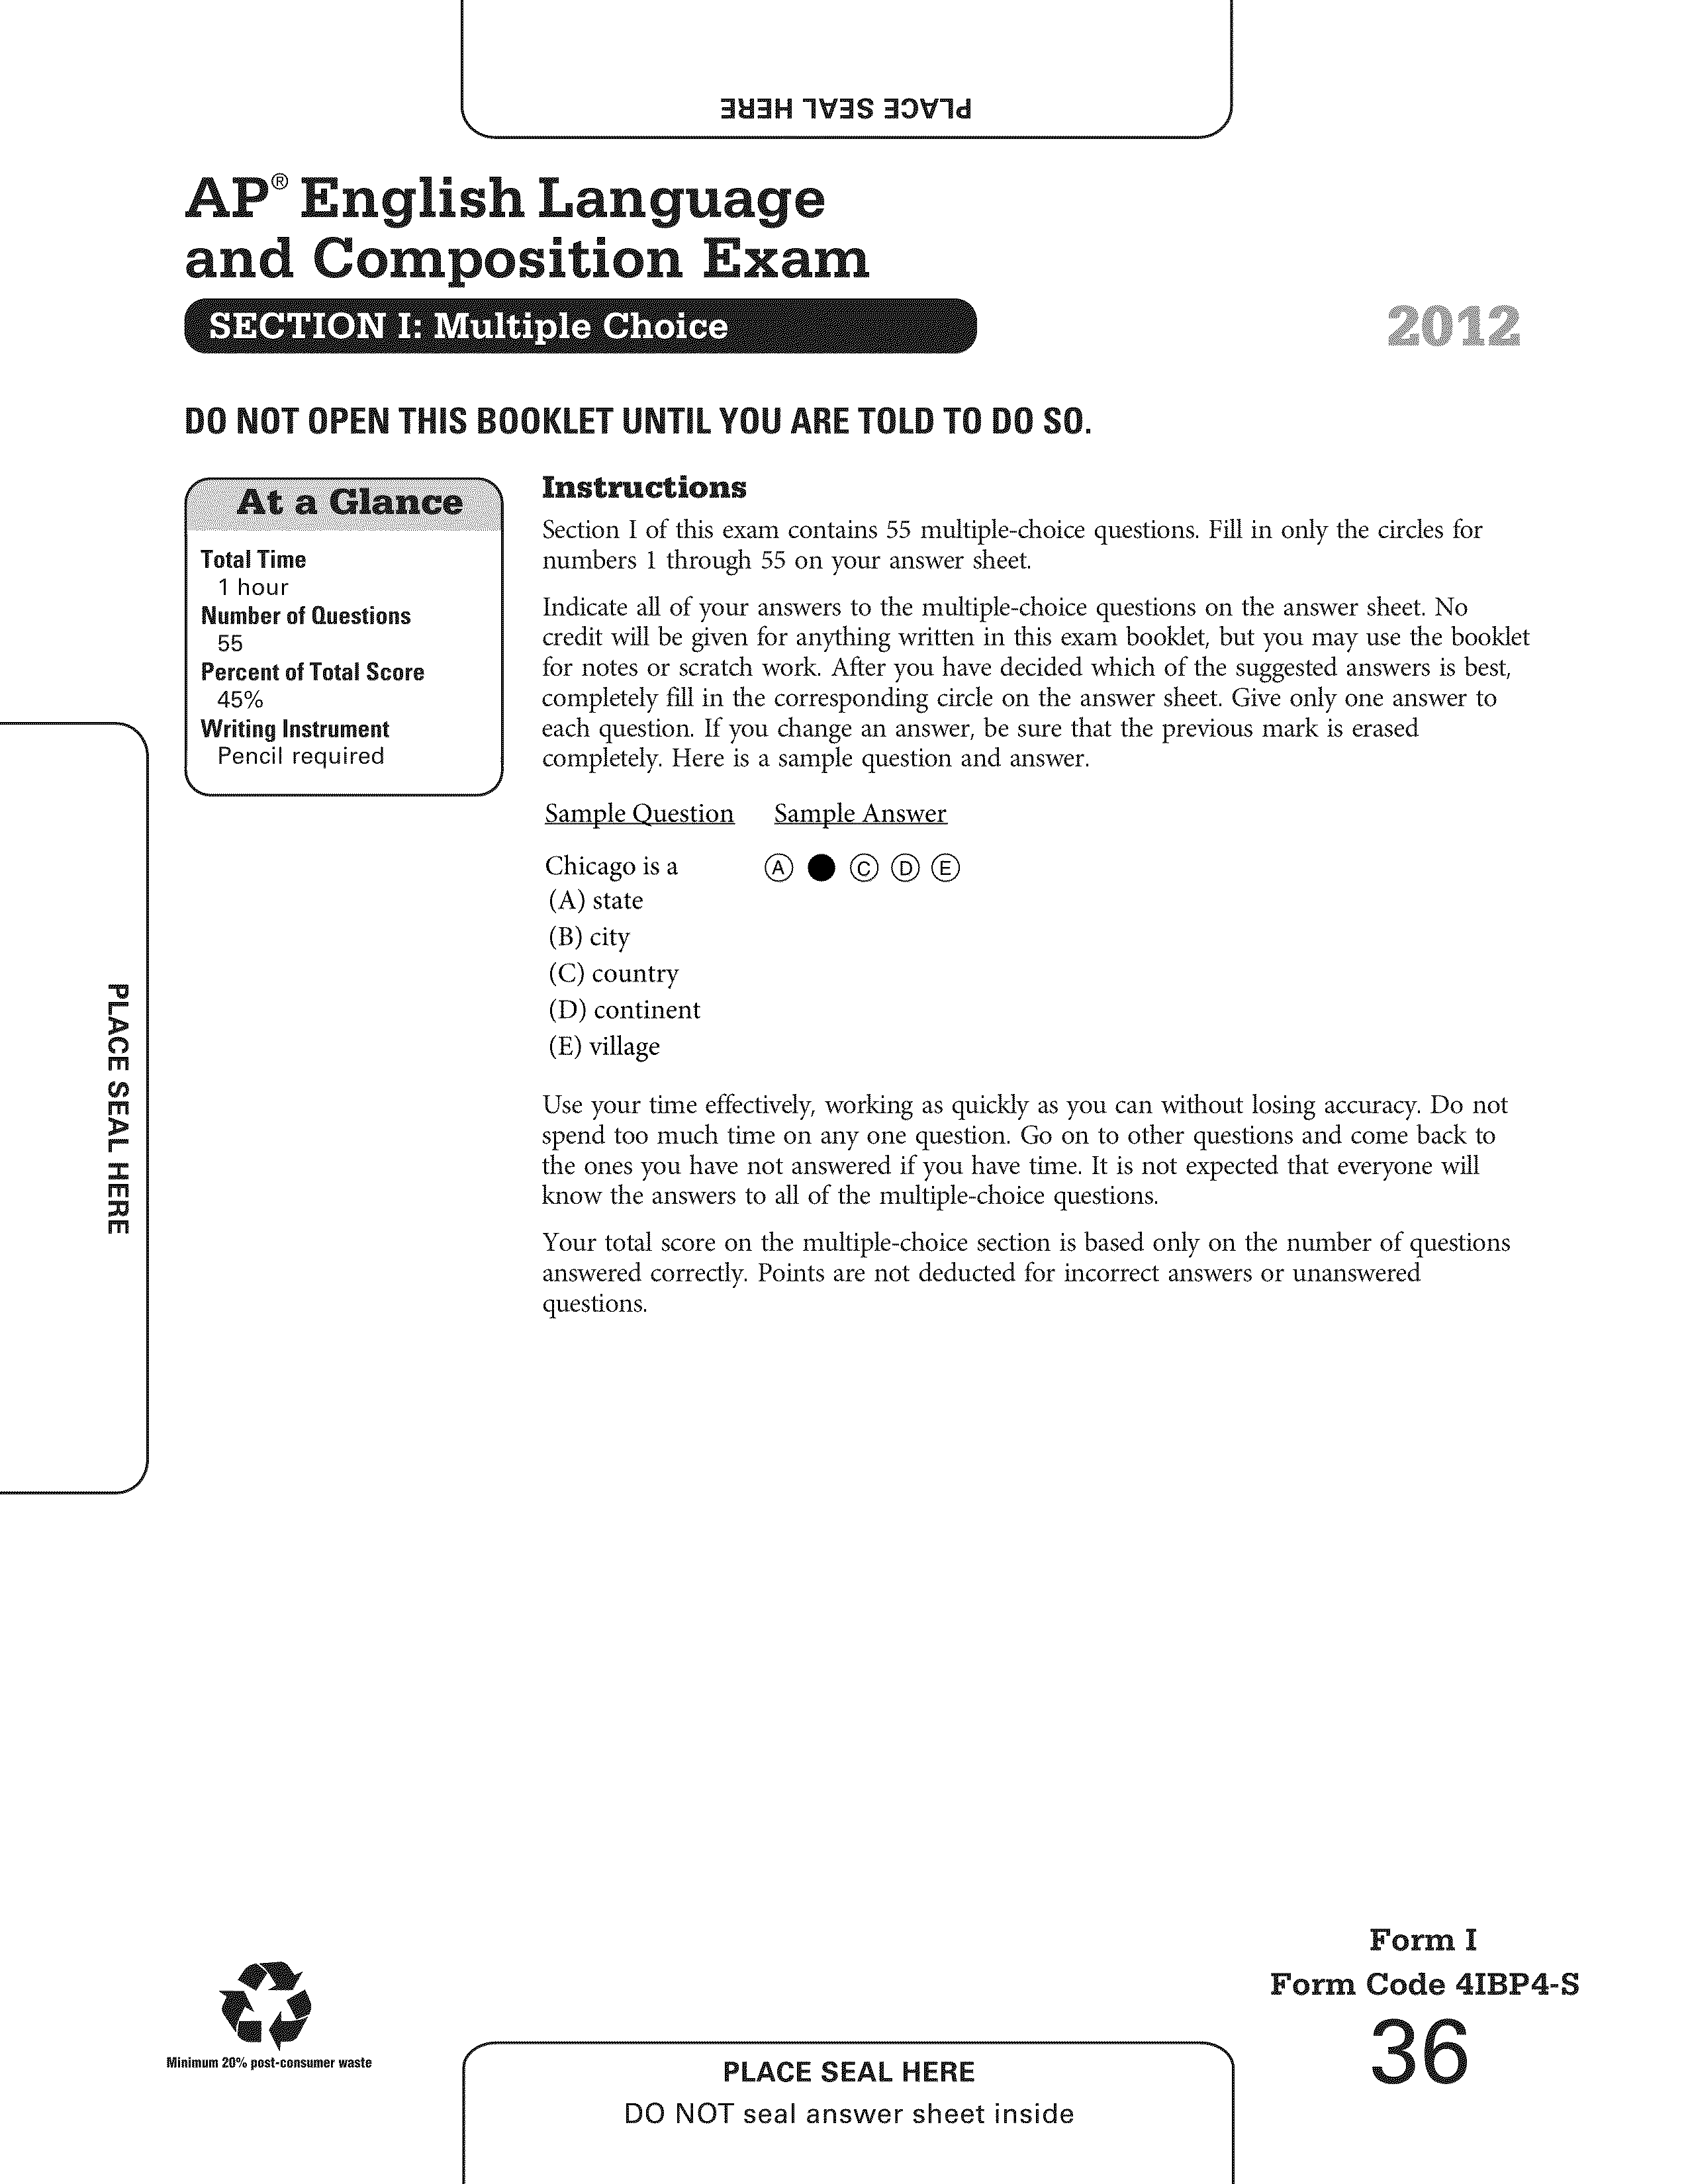 PLACE SEAL HERE
AP® English Language
and Composition Exam
SECTION I: Multiple Choice
2012
DO NOT OPEN THIS BOOKLET UNTIL YOU ARE TOLD TO DO SO.
At a Glance
Total Time
1 hour
Number of Questions
55
Percent of Total Score
45%
Writing Instrument
Pencil required
Instructions
Section I of this exam contains 55 multiple-choice questions. Fill in only the circles for
numbers 1 through 55 on your answer sheet.
Indicate all of your answers to the multiple-choice questions on the answer sheet. No
credit will be given for anything written in this exam booklet, but you may use the booklet
for notes or scratch work. After you have decided which of the suggested answers is best,
completely fill in the corresponding circle on the answer sheet. Give only one answer to
each question. If you change an answer, be sure that the previous mark is erased
completely. Here is a sample question and answer.
Sample Question Sample Answer
Chicago is a A C D E
(A) state
(B) city
(C) country
(D) continent
(E) village
Use your time effectively, working as quickly as you can without losing accuracy. Do not
spend too much time on any one question. Go on to other questions and come back to
the ones you have not answered if you have time. It is not expected that everyone will
know the answers to all of the multiple-choice questions.
Your total score on the multiple-choice section is based only on the number of questions
answered correctly. Points are not deducted for incorrect answers or unanswered
questions.
PLACE SEAL HERE
Form I
Form Code 4IBP4-S
36
Minimum 20% post-consumer waste
PLACE SEAL HERE
DO NOT seal answer sheet inside